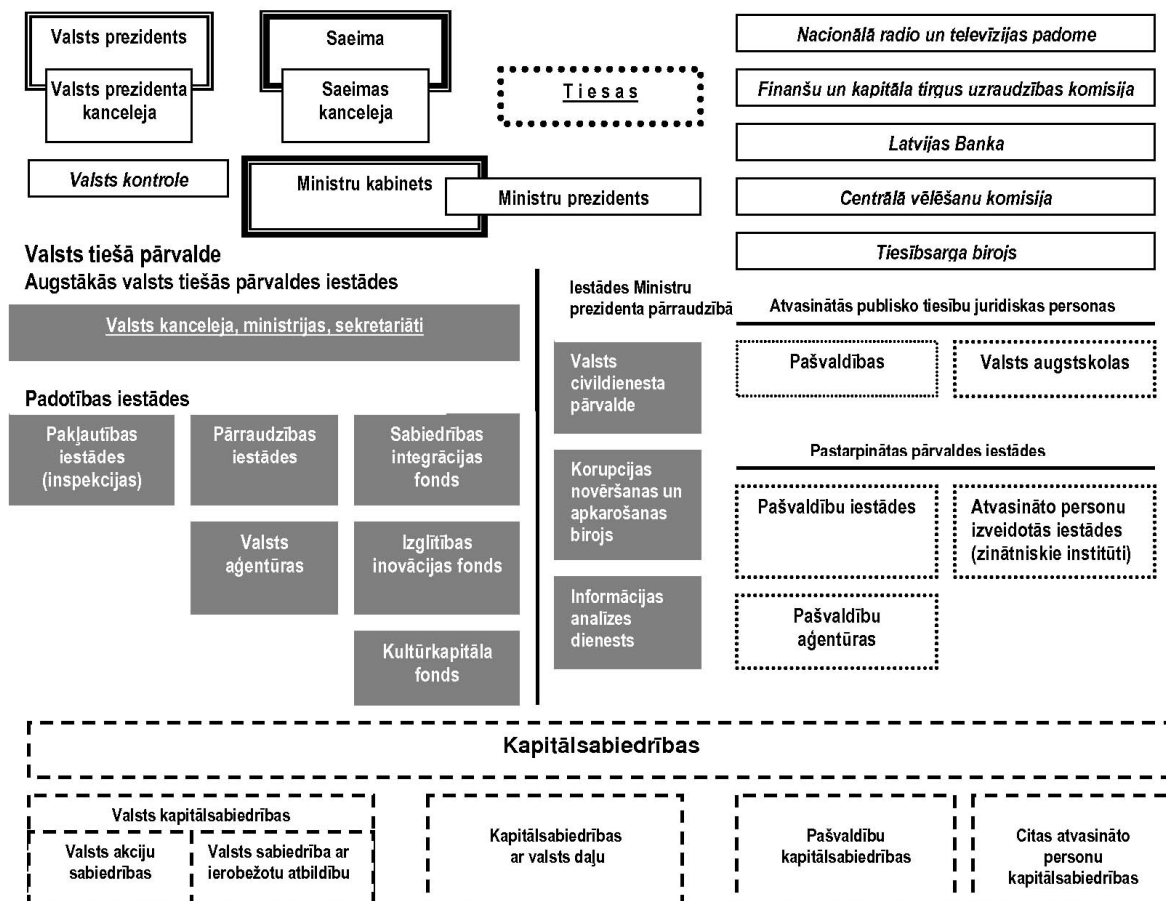 Valsts prezidents
Valsts prezidenta
kanceleja
Saeima
Saeimas
kanceleja
Tiesas
Valsts kontrole
Ministru kabinets
Ministru prezidents
Nacionālā radio un televīzijas padome
Finanšu un kapitāla tirgus uzraudzības komisija
Latvijas Banka
Centrālā vēlēšanu komisija
Tiesībsarga birojs
Valsts tiešā pārvalde
Augstākās valsts tiešās pārvaldes iestādes
Valsts kanceleja, ministrijas, sekretariāti
Padotības iestādes
Pakļautības
iestādes
(inspekcijas)
Pārraudzības
iestādes
Sabiedrības
integrācijas
fonds
Valsts
aģentūras
Izglītības
inovācijas fonds
Kultūrkapitāla
fonds
Iestādes Ministru
prezidenta pārraudzībā
Valsts
civildienesta
pārvalde
Korupcijas
novēršanas un
apkarošanas
birojs
Informācijas
analīzes
dienests
Atvasinātās publisko tiesību juridiskas personas
Pašvaldības
Valsts augstskolas
Pastarpinātas pārvaldes iestādes
Pašvaldību iestādes
Atvasināto personu
izveidotās iestādes
(zinātniskie institūti)
Pašvaldību
aģentūras
Kapitālsabiedrības
Valsts kapitālsabiedrības
Valsts akciju
sabiedrības
Valsts sabiedrība ar
ierobežotu atbildību
Kapitālsabiedrības
ar valsts daļu
Pašvaldību
kapitālsabiedrības
Citas atvasināto
personu
kapitālsabiedrības